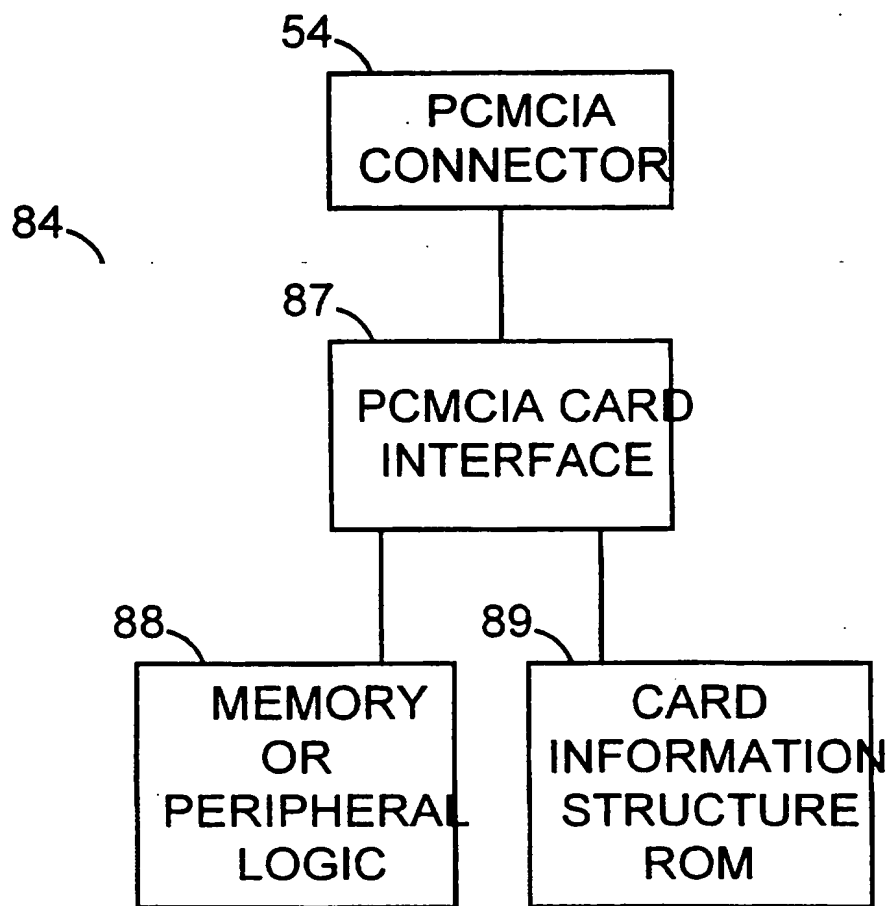 54
PCMCIA
CONNECTOR
84
87
PCMCIA CARD
INTERFACE
88
MEMORY
OR
PERIPHERAL
LOGIC
89
CARD
INFORMATION
STRUCTURE
ROM